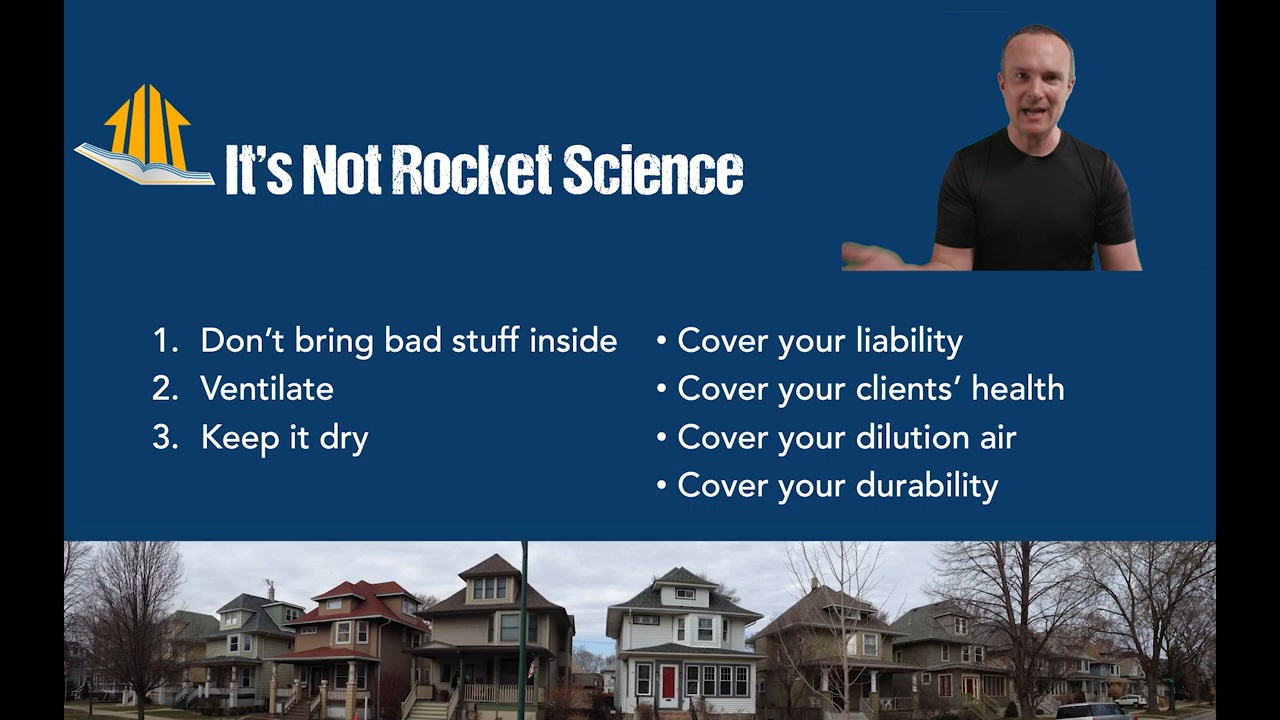 It's Not Rocket Science
1. Don't bring bad stuff inside
2. Ventilate
3. Keep it dry
• Cover your liability
• Cover your clients' health
• Cover your dilution air
• Cover your durability